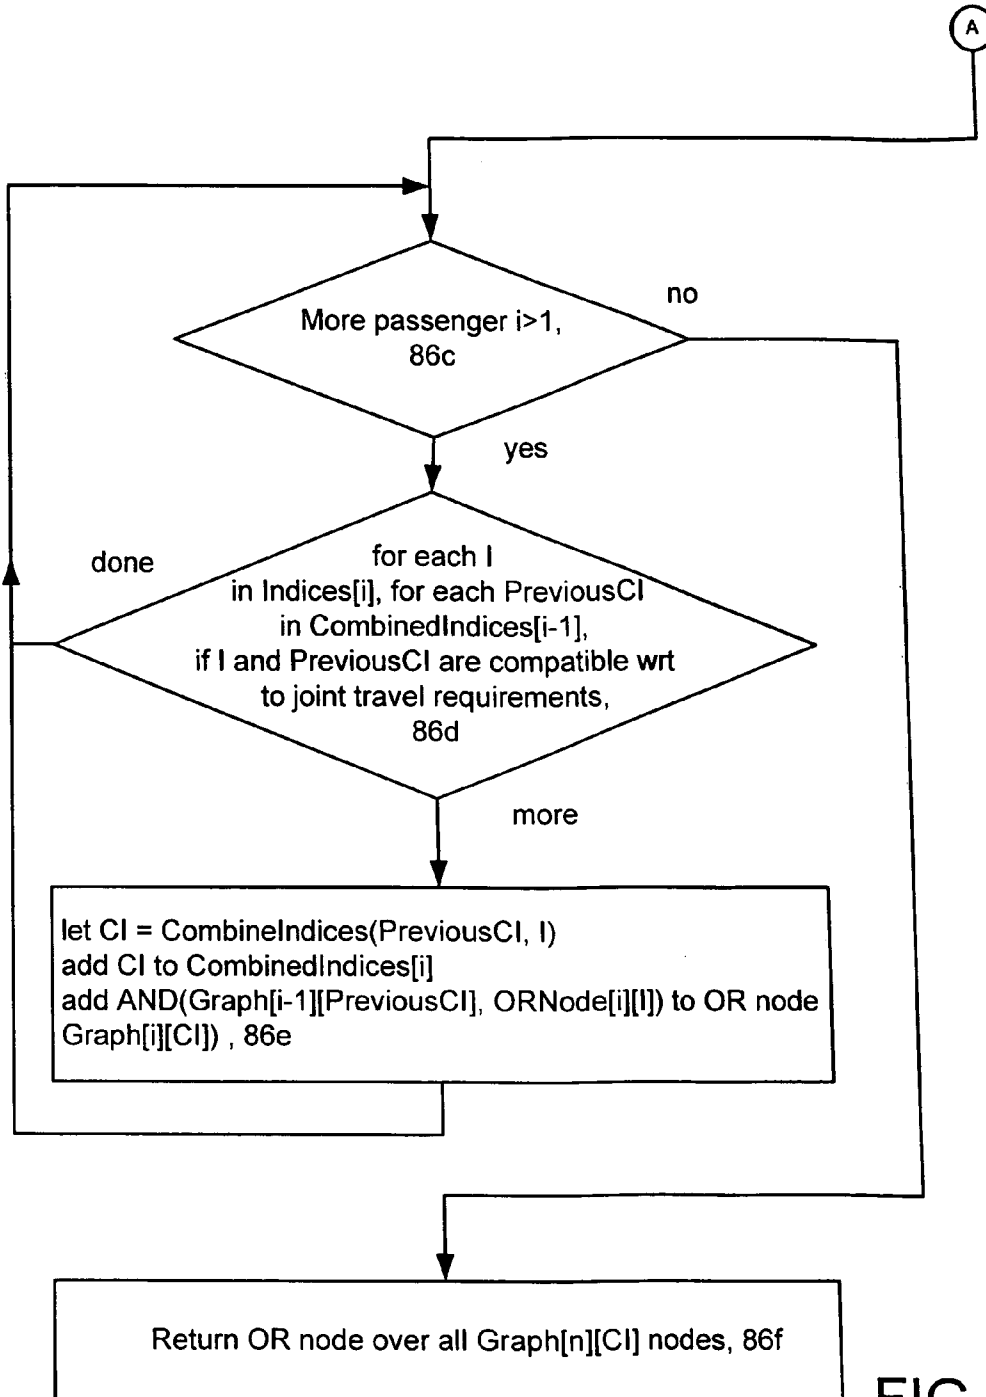 A
no
More passenger i>1,
86c
yes
done
for each I
in Indices[i], for each PreviousCI
in CombinedIndices[i-1],
if I and PreviousCI are compatible wrt
to joint travel requirements,
86d
more
let CI = CombineIndices(PreviousCI, I)
add CI to CombinedIndices[i]
add AND(Graph[i-1][PreviousCI], ORNode[i][I]) to OR node
Graph[i][CI]) , 86e
Return OR node over all Graph[n][CI] nodes, 86f
FIG